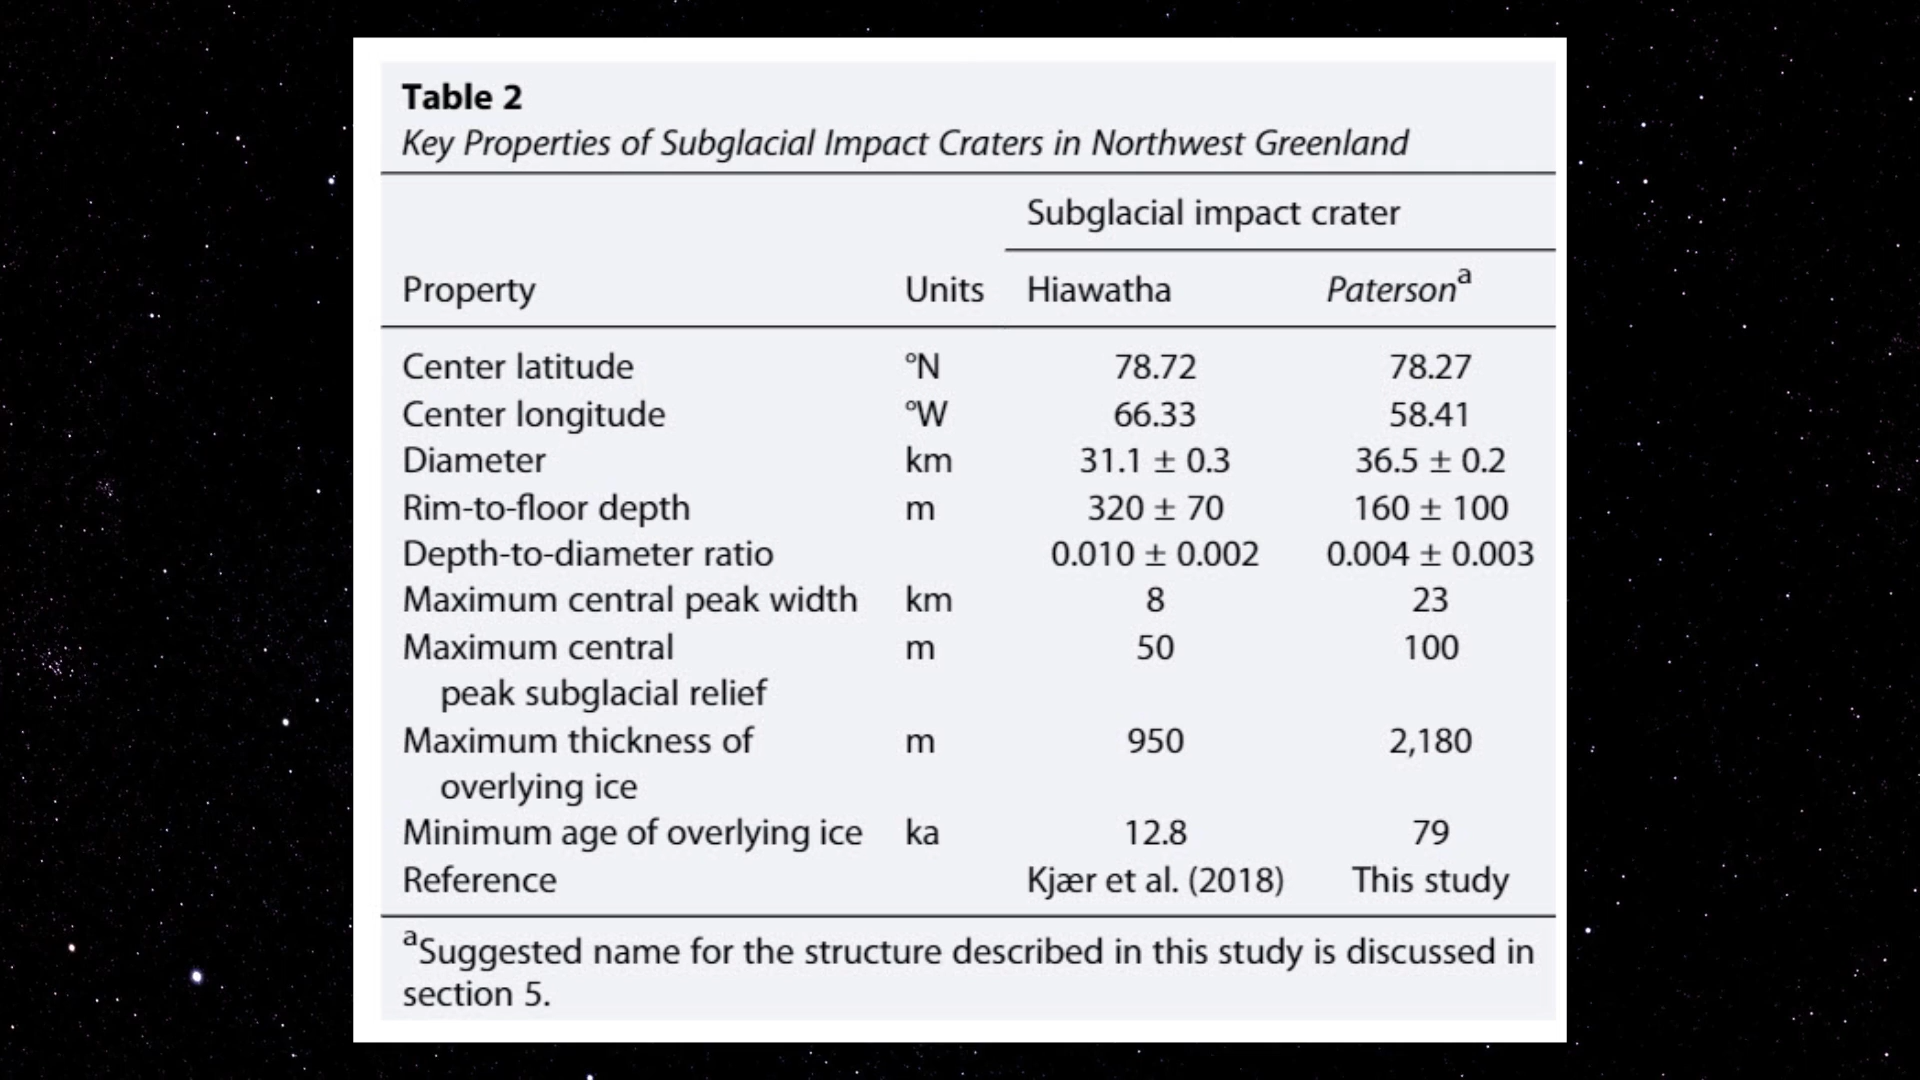 Table 2
Key Properties of Subglacial Impact Craters in Northwest Greenland
Subglacial impact crater
Property Units Hiawatha Paterson^a
Center latitude °N 78.72 78.27
Center longitude °W 66.33 58.41
Diameter km 31.1 ± 0.3 36.5 ± 0.2
Rim-to-floor depth m 320 ± 70 160 ± 100
Depth-to-diameter ratio 0.010 ± 0.002 0.004 ± 0.003
Maximum central peak width km 8 23
Maximum central m 50 100
peak subglacial relief
Maximum thickness of m 950 2,180
overlying ice
Minimum age of overlying ice ka 12.8 79
Reference Kjær et al. (2018) This study
^aSuggested name for the structure described in this study is discussed in
section 5.